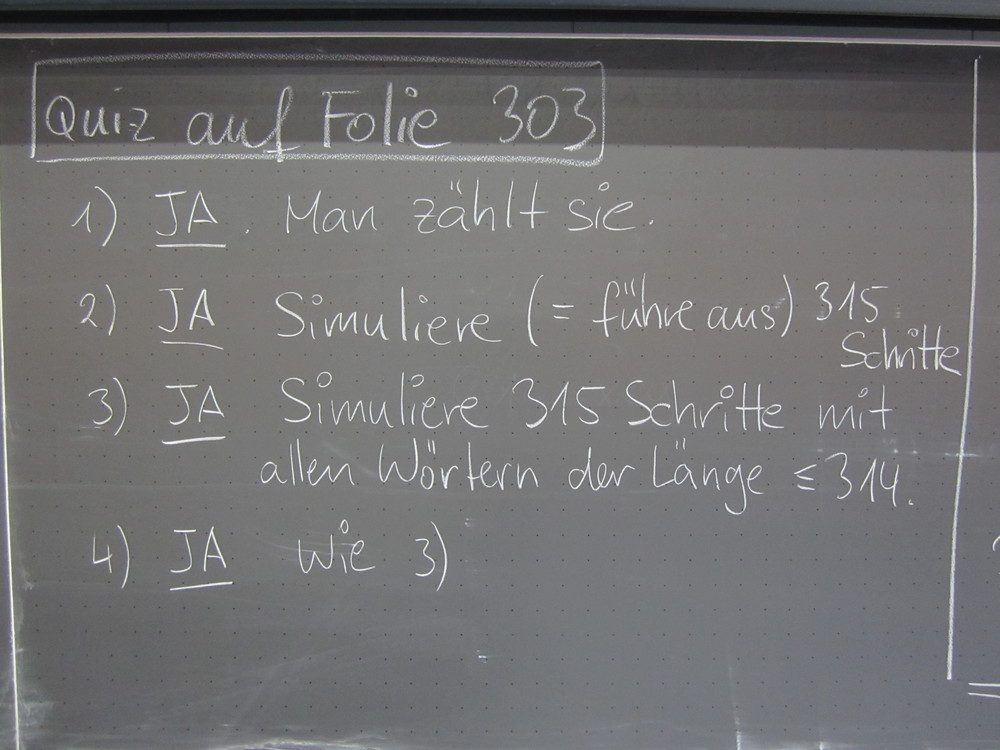 Quiz auf Folie 303
1) JA. Man zählt sie.
2) JA Simuliere (= führe aus) 315
Schritte
3) JA Simuliere 315 Schritte mit
allen Wörtern der Länge ≤ 314.
4) JA wie 3)